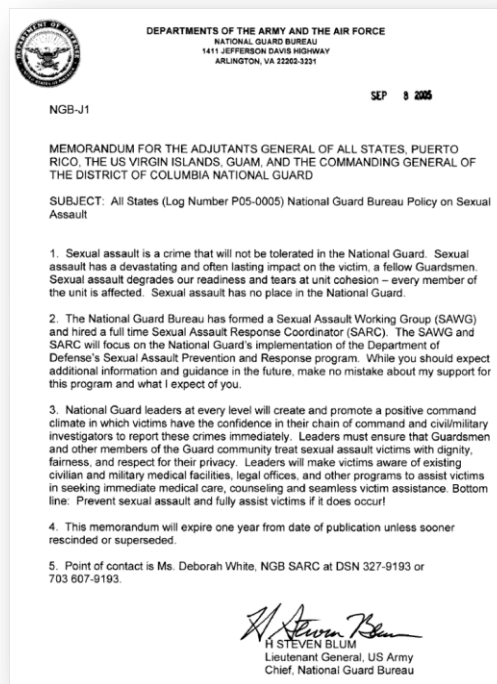 DEPARTMENTS OF THE ARMY AND THE AIR FORCE
NATIONAL GUARD BUREAU
1411 JEFFERSON DAVIS HIGHWAY
ARLINGTON, VA 22202-3231
SEP 8 2005
NGB-J1
MEMORANDUM FOR THE ADJUTANTS GENERAL OF ALL STATES, PUERTO
RICO, THE US VIRGIN ISLANDS, GUAM, AND THE COMMANDING GENERAL OF
THE DISTRICT OF COLUMBIA NATIONAL GUARD
SUBJECT: All States (Log Number P05-0005) National Guard Bureau Policy on Sexual
Assault
1. Sexual assault is a crime that will not be tolerated in the National Guard. Sexual
assault has a devastating and often lasting impact on the victim, a fellow Guardsmen.
Sexual assault degrades our readiness and tears at unit cohesion – every member of
the unit is affected. Sexual assault has no place in the National Guard.
2. The National Guard Bureau has formed a Sexual Assault Working Group (SAWG)
and hired a full time Sexual Assault Response Coordinator (SARC). The SAWG and
SARC will focus on the National Guard's implementation of the Department of
Defense's Sexual Assault Prevention and Response program. While you should expect
additional information and guidance in the future, make no mistake about my support for
this program and what I expect of you.
3. National Guard leaders at every level will create and promote a positive command
climate in which victims have the confidence in their chain of command and civil/military
investigators to report these crimes immediately. Leaders must ensure that Guardsmen
and other members of the Guard community treat sexual assault victims with dignity,
fairness, and respect for their privacy. Leaders will make victims aware of existing
civilian and military medical facilities, legal offices, and other programs to assist victims
in seeking immediate medical care, counseling and seamless victim assistance. Bottom
line: Prevent sexual assault and fully assist victims if it does occur!
4. This memorandum will expire one year from date of publication unless sooner
rescinded or superseded.
5. Point of contact is Ms. Deborah White, NGB SARC at DSN 327-9193 or
703 607-9193.
H Steven Blum
H STEVEN BLUM
Lieutenant General, US Army
Chief, National Guard Bureau